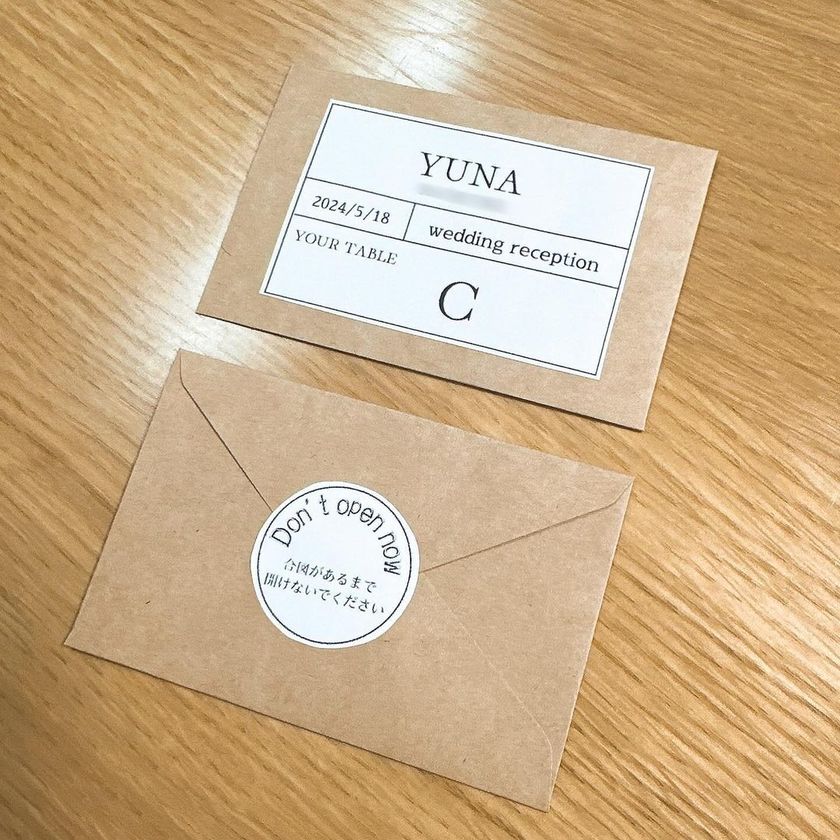 YUNA
2024/5/18
wedding reception
YOUR TABLE
C
Don't open now
合図があるまで
開けないでください